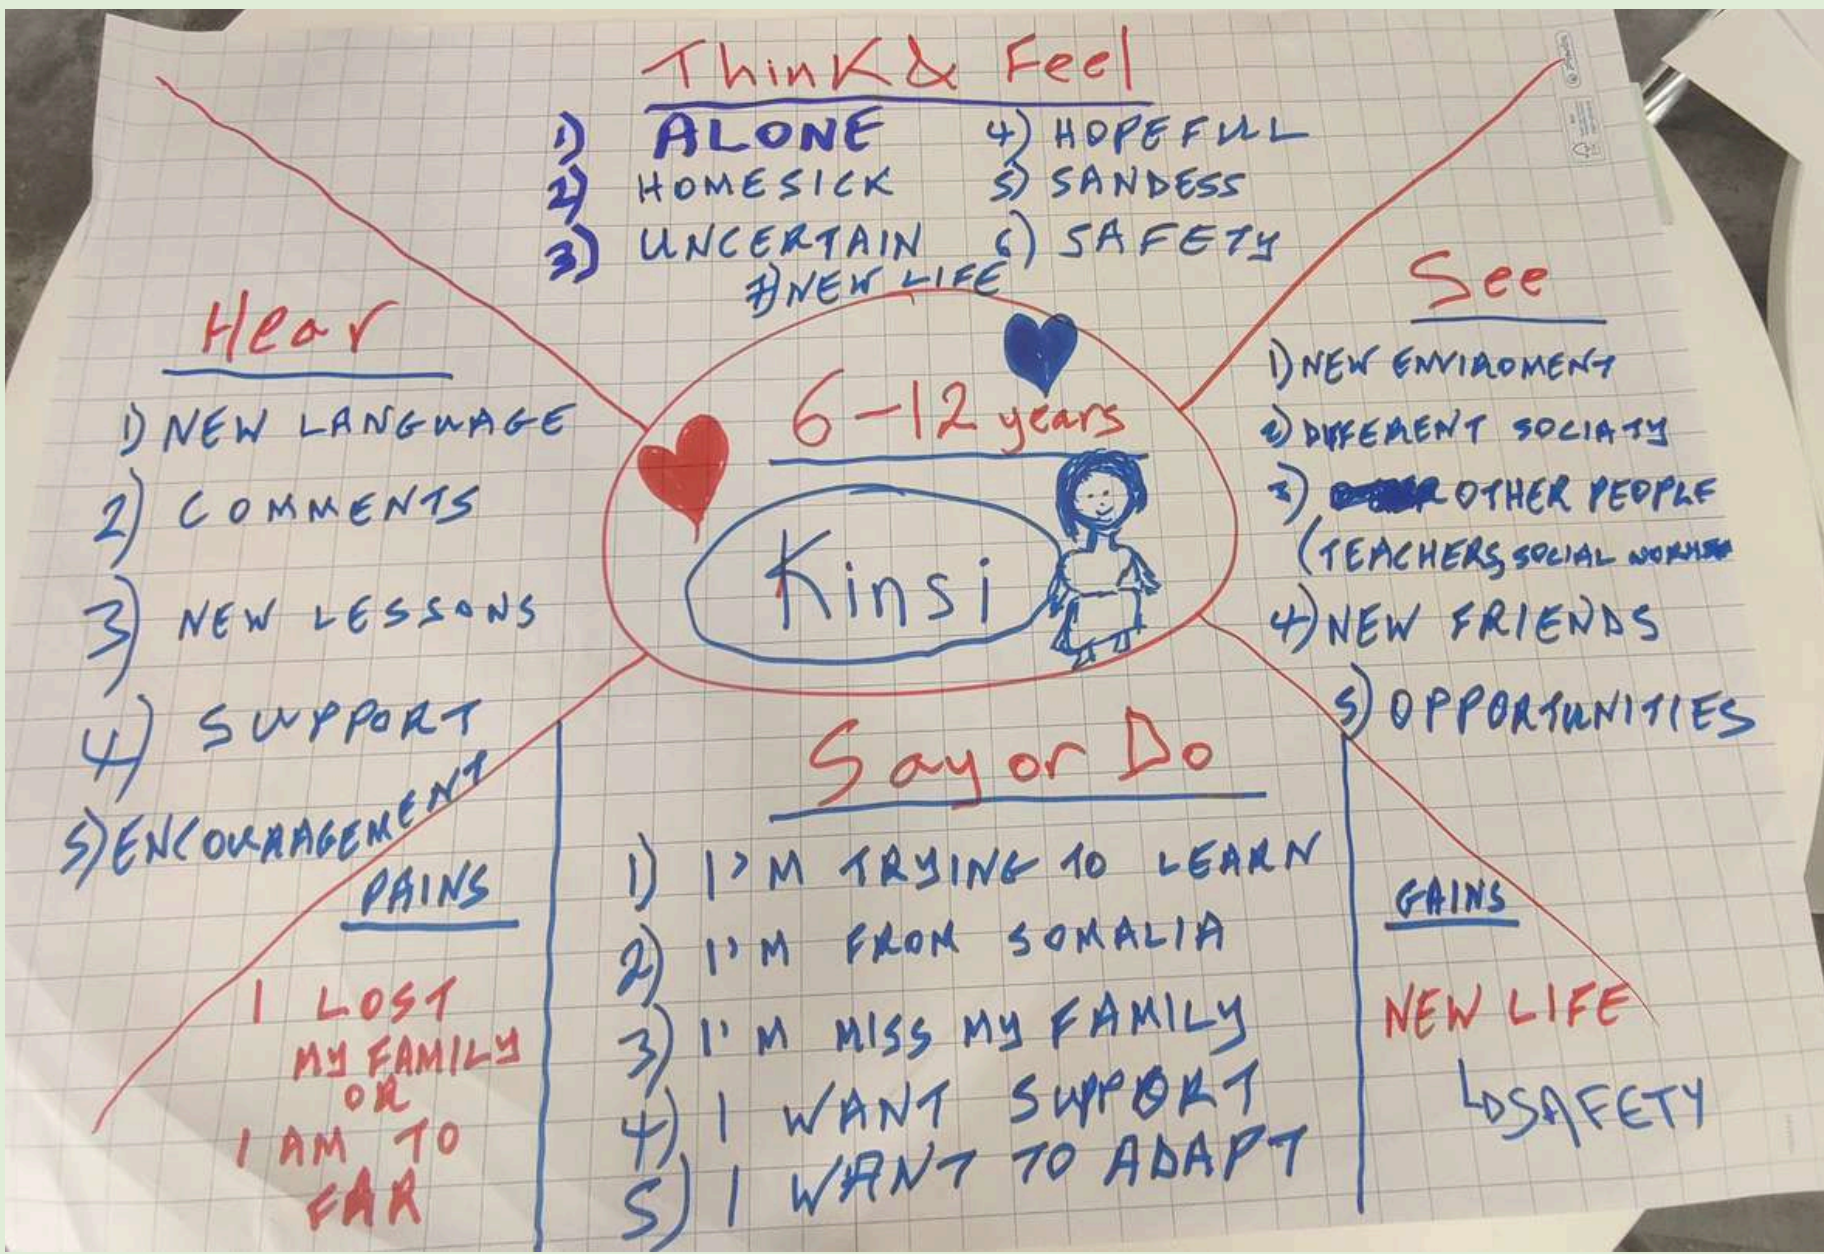 Think & Feel
1) ALONE
2) HOMESICK
3) UNCERTAIN
4) HOPEFULL
5) SANDESS
6) SAFETY
7) NEW LIFE
Hear
1) NEW LANGUAGE
2) COMMENTS
3) NEW LESSONS
4) SUPPORT
5) ENCOURAGEMENT
6-12 years
Kinsi
See
1) NEW ENVIROMENT
2) DIFFERENT SOCIATY
3) OTHER PEOPLE
(TEACHERS, SOCIAL
4) NEW FRIENDS
5) OPPORTUNITIES
PAINS
I LOST
MY FAMILY
OR
I AM TO
FAR
Say or Do
1) I'M TRYING TO LEARN
2) I'M FROM SOMALIA
3) I'M MISS MY FAMILY
4) I WANT SUPPORT
5) I WANT TO ADAPT
GAINS
NEW LIFE
↳ SAFETY